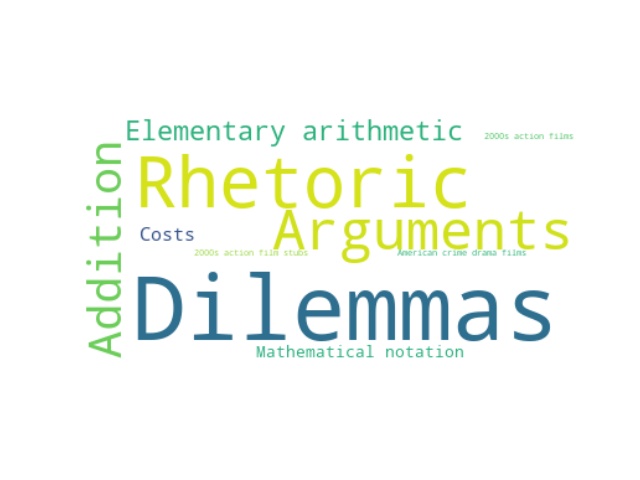 Elementary arithmetic
2000s action films
Addition
Rhetoric
Arguments
Costs
2000s action film stubs
American crime drama films
Dilemmas
Mathematical notation